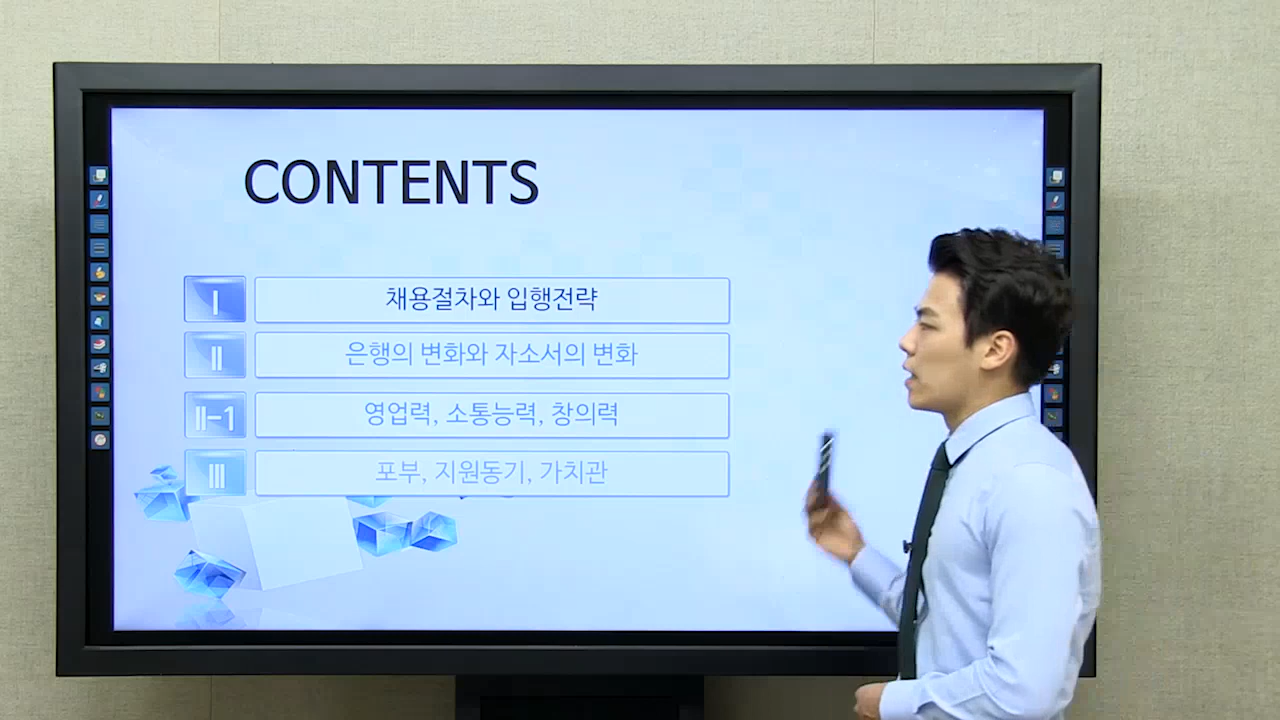 CONTENTS
Ⅰ 채용절차와 입행전략
Ⅱ 은행의 변화와 자소서의 변화
Ⅱ-1 영업력, 소통능력, 창의력
Ⅲ 포부, 지원동기, 가치관